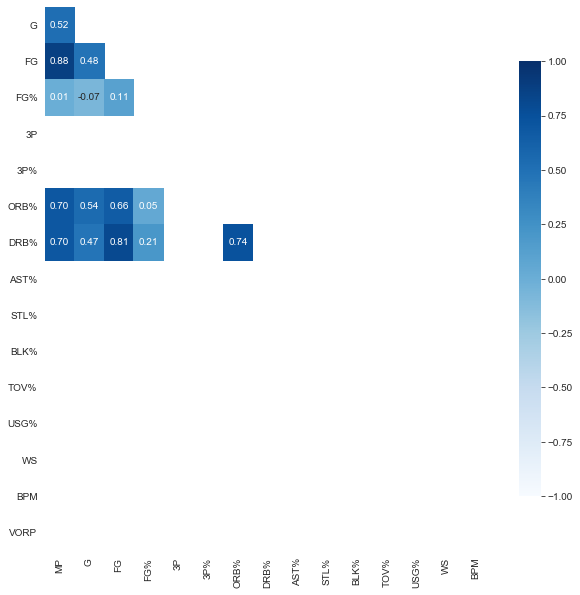 G 0.52
FG 0.88 0.48
FG% 0.01 -0.07 0.11
3P
3P%
ORB% 0.70 0.54 0.66 0.05
DRB% 0.70 0.47 0.81 0.21 0.74
AST%
STL%
BLK%
TOV%
USG%
WS
BPM
VORP
MP G FG FG% 3P 3P% ORB% DRB% AST% STL% BLK% TOV% USG% WS BPM
1.00
0.75
0.50
0.25
0.00
−0.25
−0.50
−0.75
−1.00